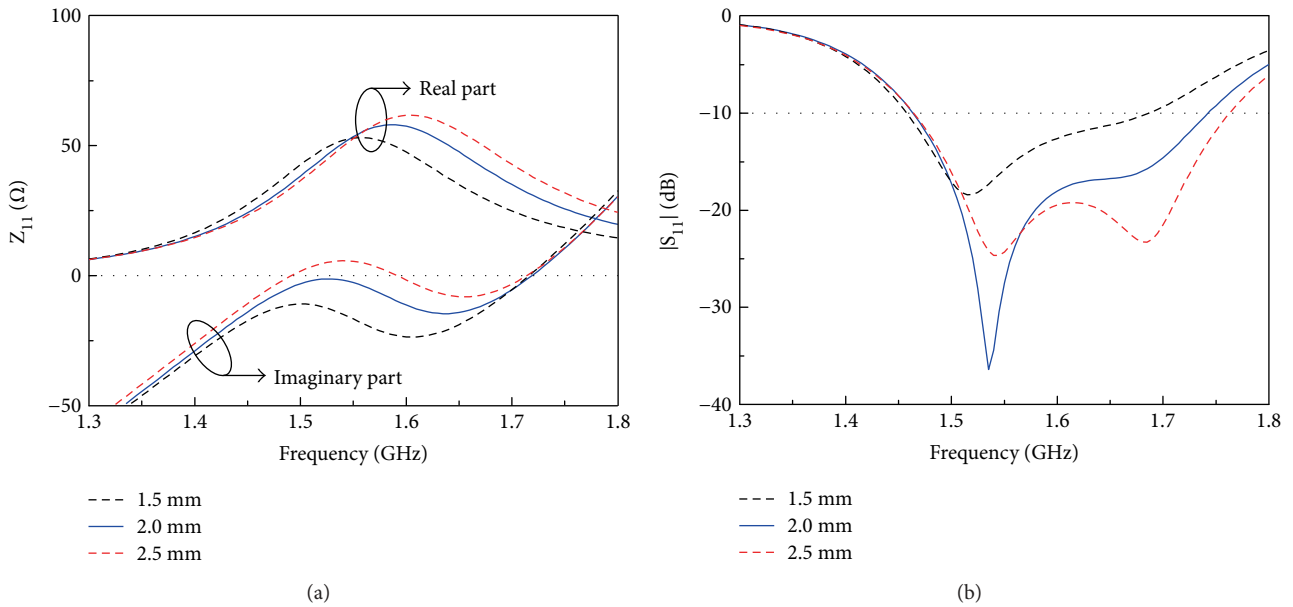 100
50
0
−50
Z11 (Ω)
Real part
Imaginary part
1.3 1.4 1.5 1.6 1.7 1.8
Frequency (GHz)
1.5 mm
2.0 mm
2.5 mm
(a)
0
−10
−20
−30
−40
|S11| (dB)
1.3 1.4 1.5 1.6 1.7 1.8
Frequency (GHz)
1.5 mm
2.0 mm
2.5 mm
(b)